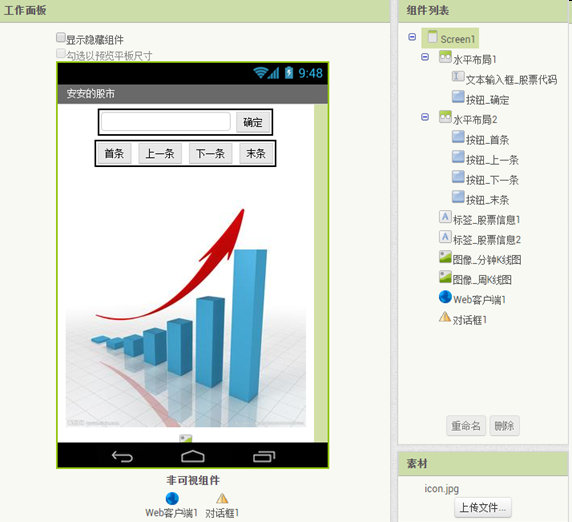 工作面板
显示隐藏组件
勾选以预览平板尺寸
9:48
安安的股市
确定
首条 上一条 下一条 末条
非可视组件
Web客户端1 对话框1
组件列表
Screen1
水平布局1
文本输入框_股票代码
按钮_确定
水平布局2
按钮_首条
按钮_上一条
按钮_下一条
按钮_末条
标签_股票信息1
标签_股票信息2
图像_分钟K线图
图像_周K线图
Web客户端1
对话框1
重命名 删除
素材
icon.jpg
上传文件...